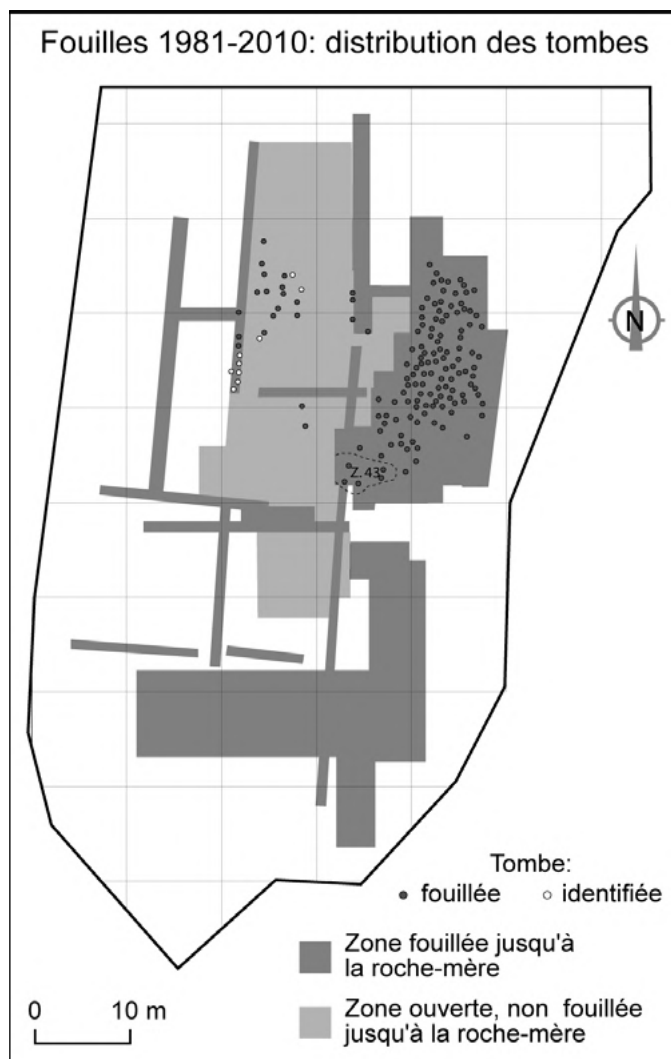 Fouilles 1981-2010: distribution des tombes
N
Z.43
Tombe:
fouillée
identifiée
Zone fouillée jusqu'à
la roche-mère
Zone ouverte, non fouillée
jusqu'à la roche-mère
0 10 m